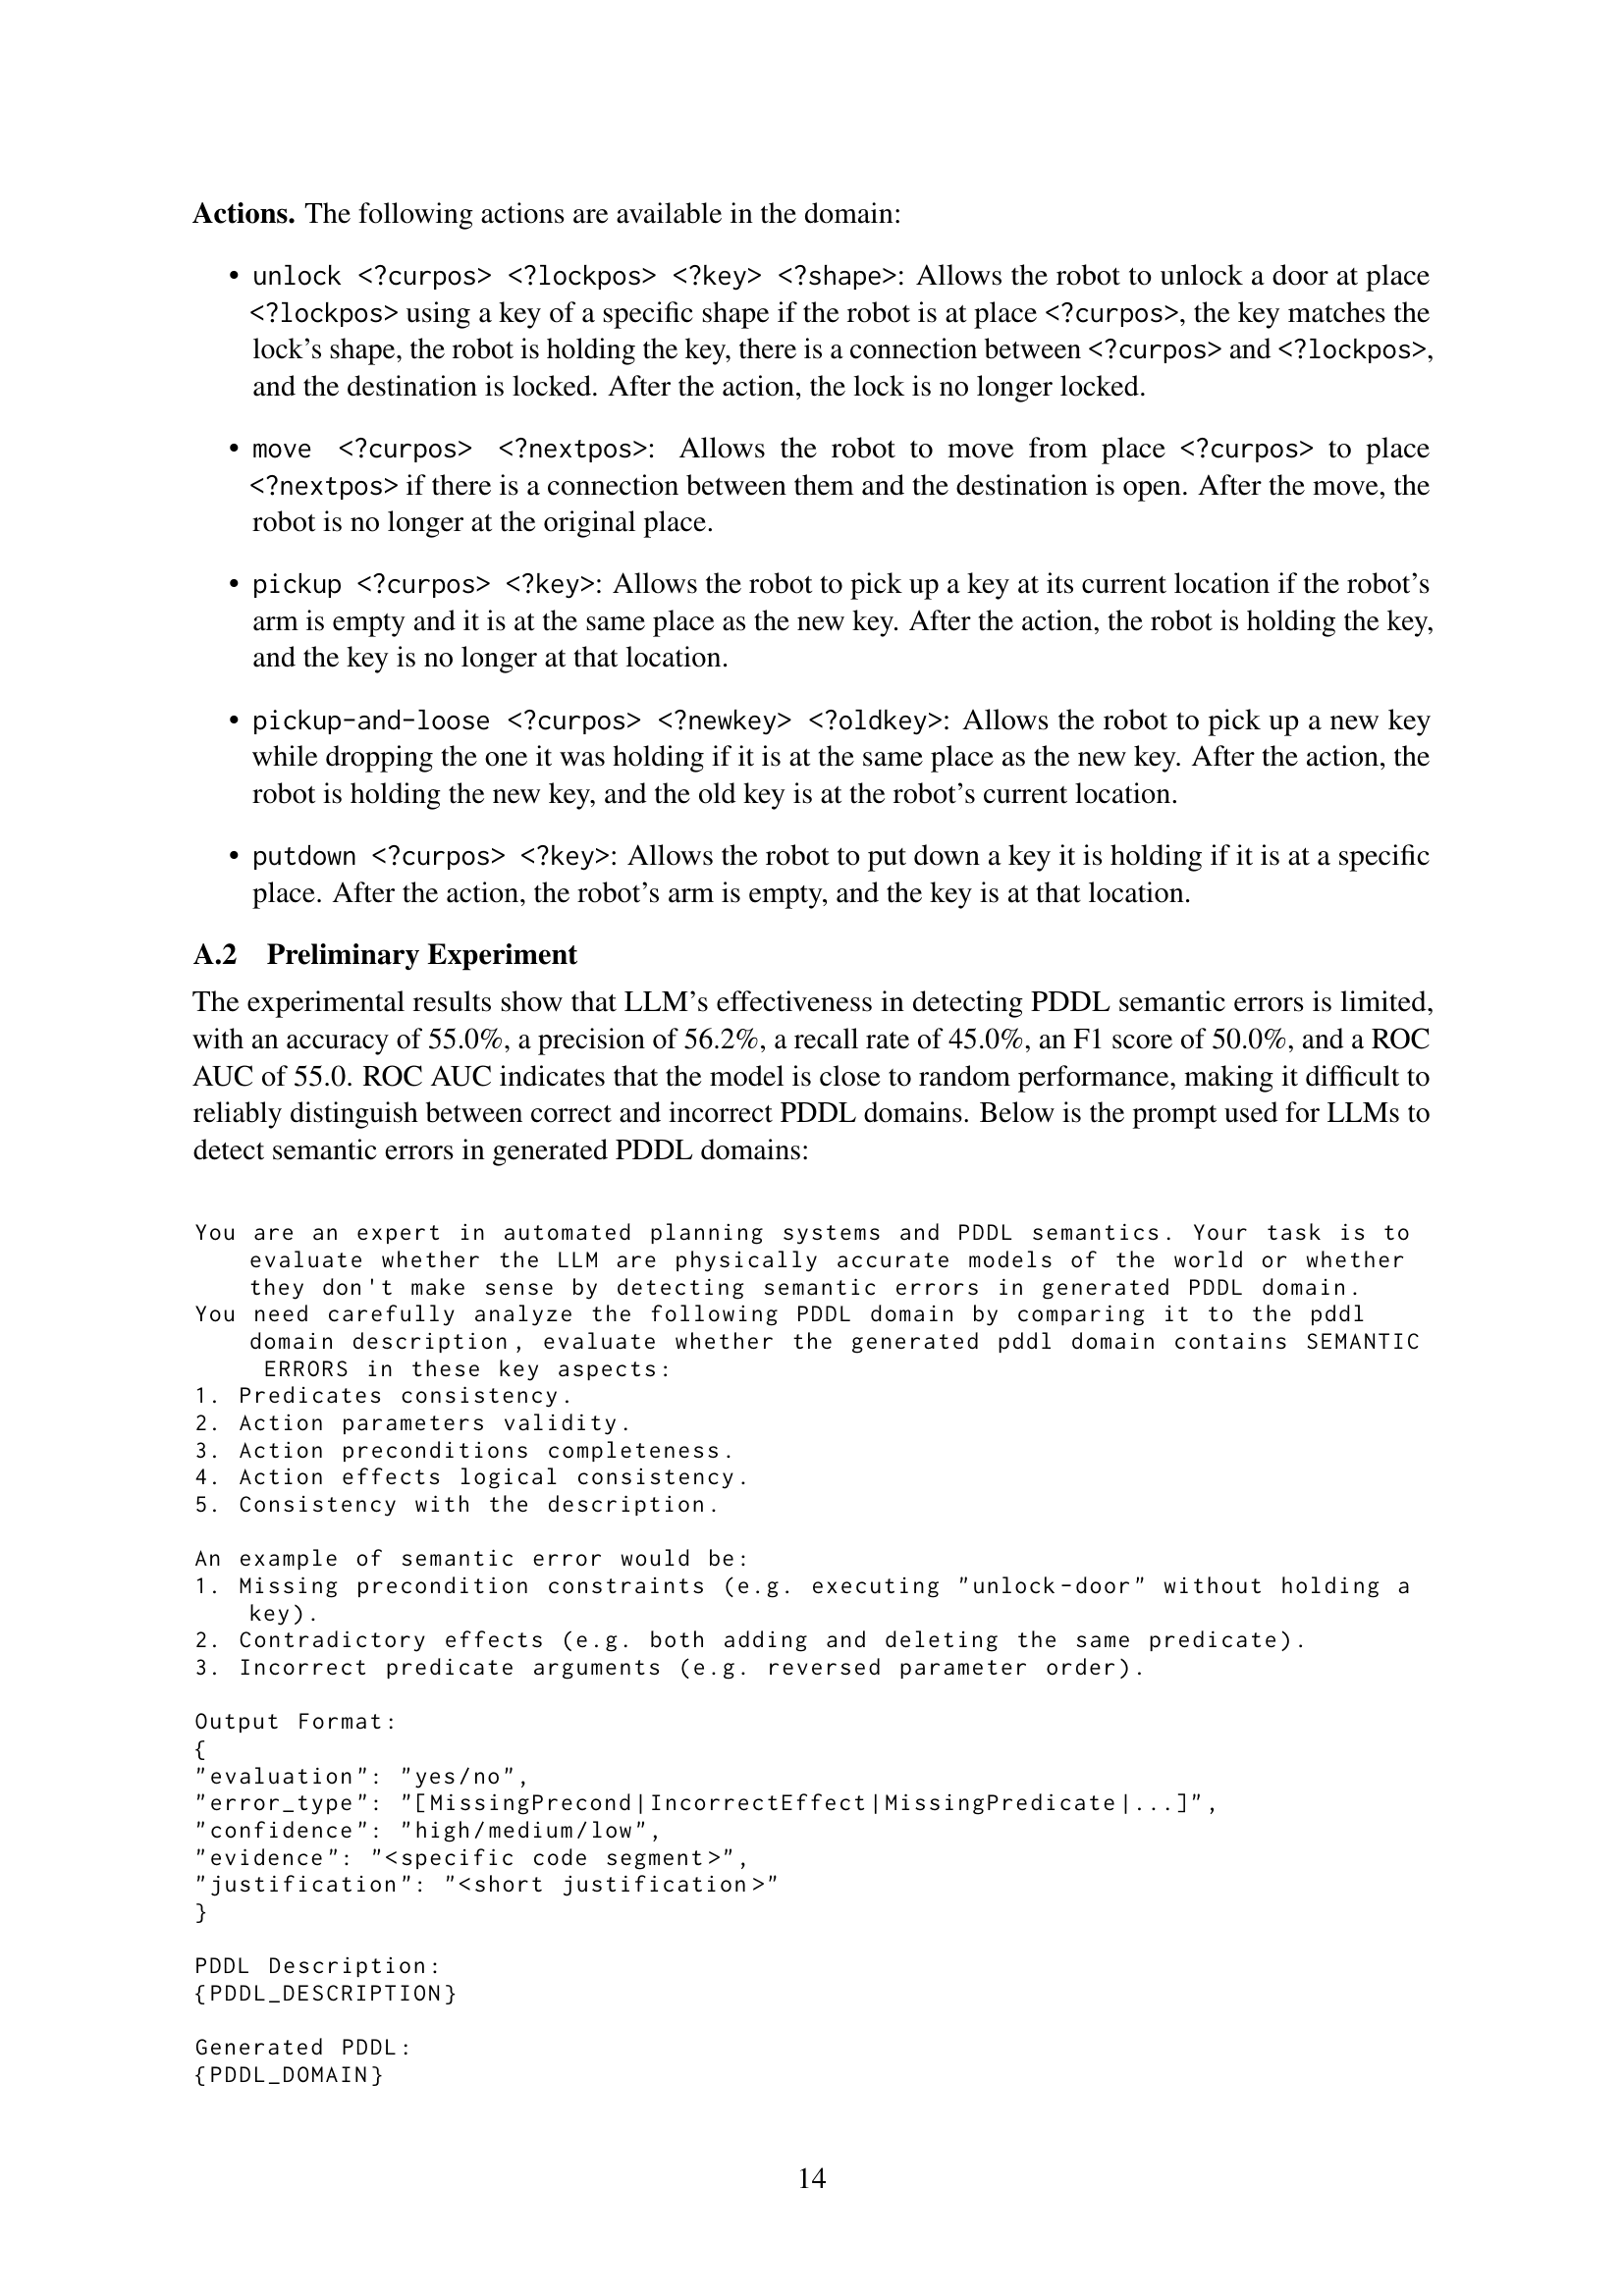 Actions. The following actions are available in the domain:
• unlock <?curpos> <?lockpos> <?key> <?shape>: Allows the robot to unlock a door at place
<?lockpos> using a key of a specific shape if the robot is at place <?curpos>, the key matches the
lock's shape, the robot is holding the key, there is a connection between <?curpos> and <?lockpos>,
and the destination is locked. After the action, the lock is no longer locked.
• move <?curpos> <?nextpos>: Allows the robot to move from place <?curpos> to place
<?nextpos> if there is a connection between them and the destination is open. After the move, the
robot is no longer at the original place.
• pickup <?curpos> <?key>: Allows the robot to pick up a key at its current location if the robot's
arm is empty and it is at the same place as the new key. After the action, the robot is holding the key,
and the key is no longer at that location.
• pickup-and-loose <?curpos> <?newkey> <?oldkey>: Allows the robot to pick up a new key
while dropping the one it was holding if it is at the same place as the new key. After the action, the
robot is holding the new key, and the old key is at the robot's current location.
• putdown <?curpos> <?key>: Allows the robot to put down a key it is holding if it is at a specific
place. After the action, the robot's arm is empty, and the key is at that location.
A.2 Preliminary Experiment
The experimental results show that LLM's effectiveness in detecting PDDL semantic errors is limited,
with an accuracy of 55.0%, a precision of 56.2%, a recall rate of 45.0%, an F1 score of 50.0%, and a ROC
AUC of 55.0. ROC AUC indicates that the model is close to random performance, making it difficult to
reliably distinguish between correct and incorrect PDDL domains. Below is the prompt used for LLMs to
detect semantic errors in generated PDDL domains:
You are an expert in automated planning systems and PDDL semantics. Your task is to
evaluate whether the LLM are physically accurate models of the world or whether
they don't make sense by detecting semantic errors in generated PDDL domain.
You need carefully analyze the following PDDL domain by comparing it to the pddl
domain description, evaluate whether the generated pddl domain contains SEMANTIC
ERRORS in these key aspects:
1. Predicates consistency.
2. Action parameters validity.
3. Action preconditions completeness.
4. Action effects logical consistency.
5. Consistency with the description.
An example of semantic error would be:
1. Missing precondition constraints (e.g. executing "unlock-door" without holding a
key).
2. Contradictory effects (e.g. both adding and deleting the same predicate).
3. Incorrect predicate arguments (e.g. reversed parameter order).
Output Format:
{
"evaluation": "yes/no",
"error_type": "[MissingPrecond|IncorrectEffect|MissingPredicate|...]",
"confidence": "high/medium/low",
"evidence": "<specific code segment>",
"justification": "<short justification>"
}
PDDL Description:
{PDDL_DESCRIPTION}
Generated PDDL:
{PDDL_DOMAIN}
14